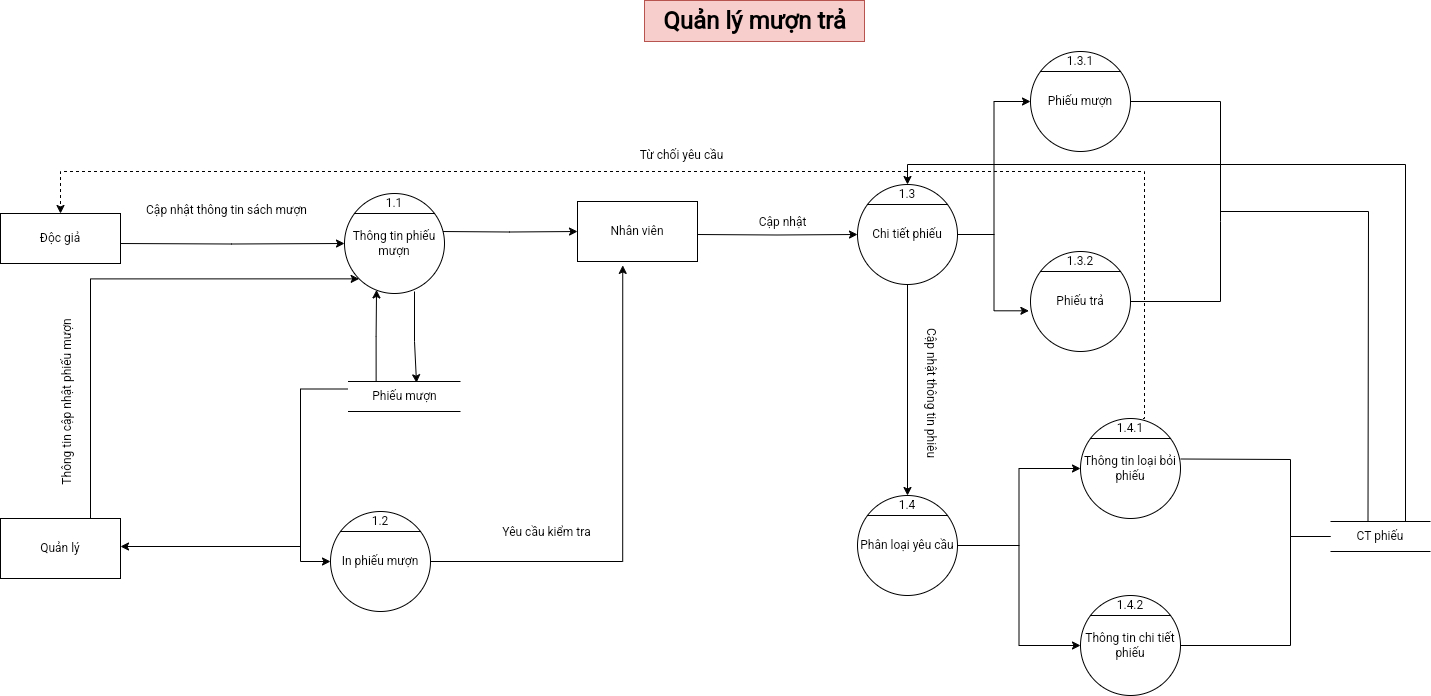 Quản lý mượn trả
1.3.1
Phiếu mượn
Từ chối yêu cầu
1.1
Thông tin phiếu
mượn
Cập nhật thông tin sách mượn
Độc giả
Nhân viên
Cập nhật
1.3
Chi tiết phiếu
1.3.2
Phiếu trả
Thông tin cập nhật phiếu mượn
Phiếu mượn
Cập nhật thông tin phiêu
1.4.1
Thông tin loại bỏi
phiếu
Quản lý
1.2
In phiếu mượn
Yêu cầu kiểm tra
1.4
Phân loại yêu cầu
CT phiếu
1.4.2
Thông tin chi tiết
phiếu